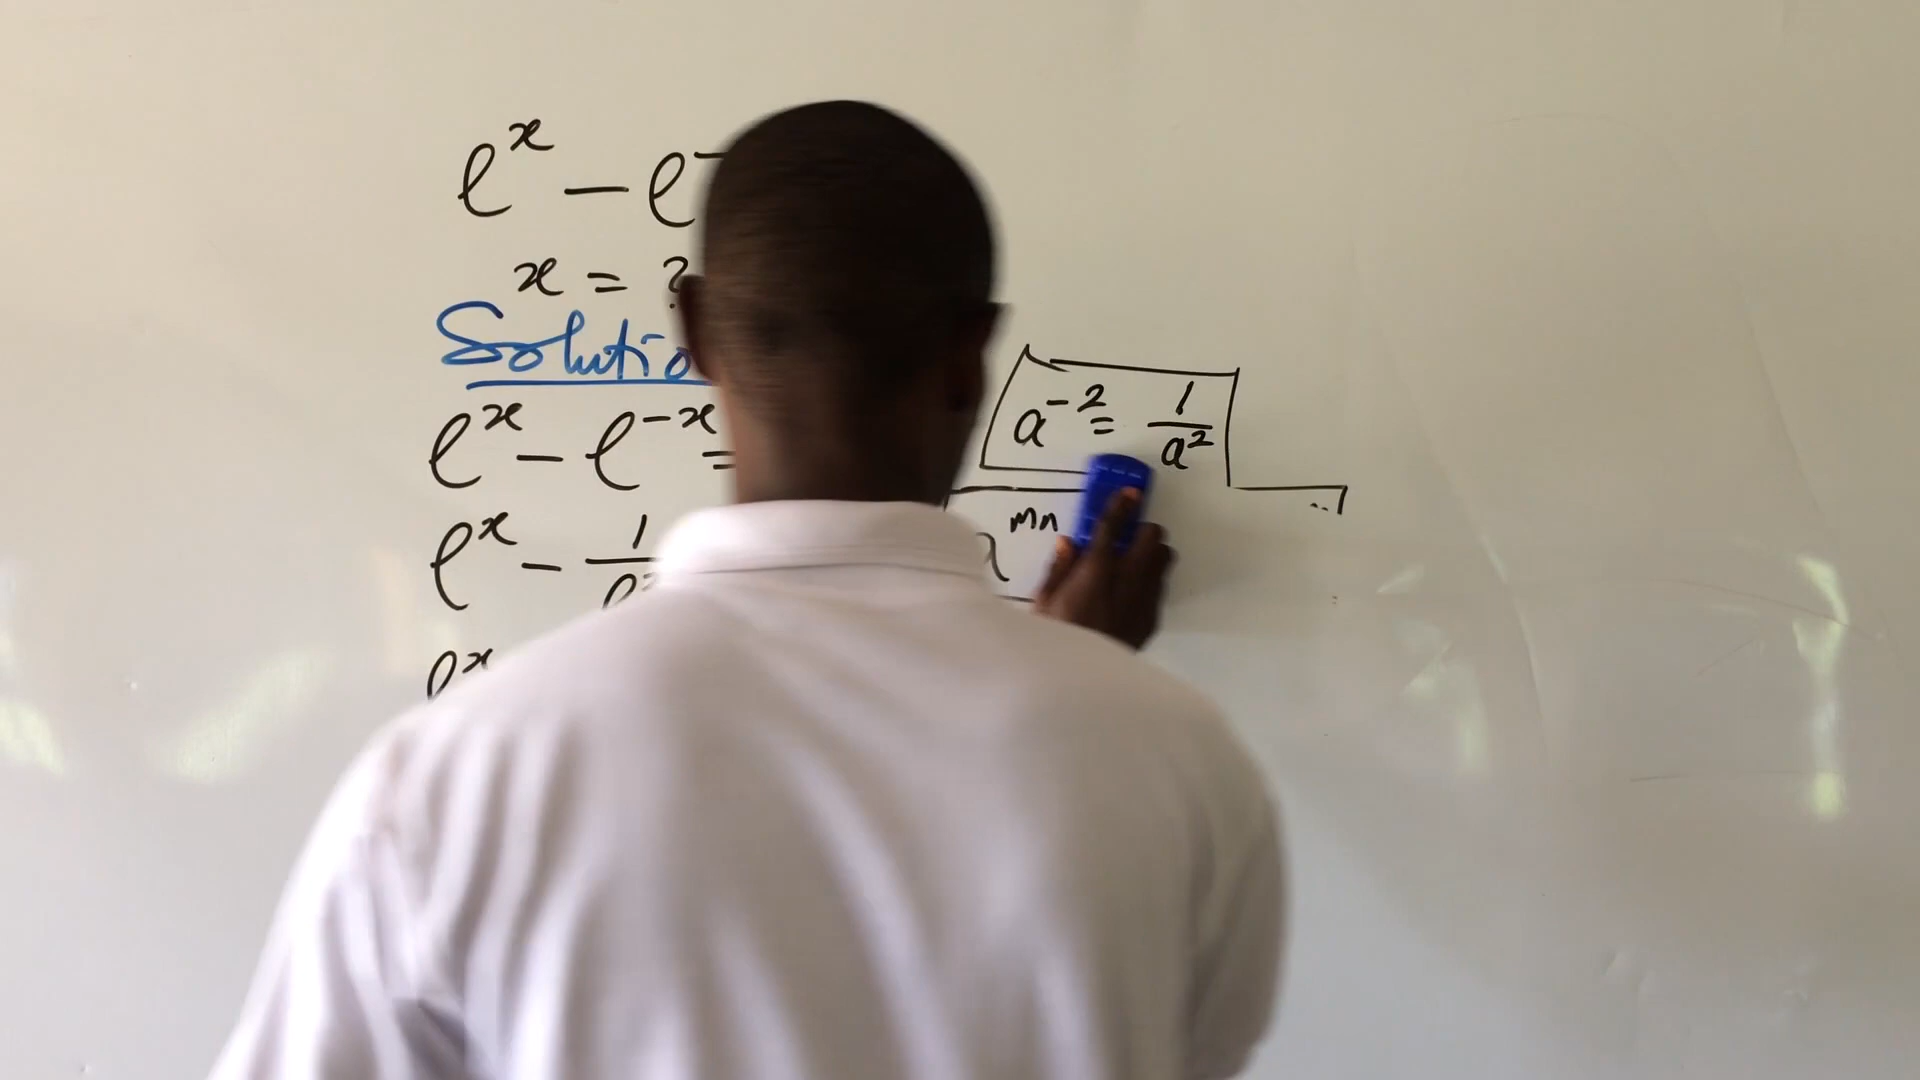 e^x - e^-
x = ?
Solutio
e^x - e^-x =
e^x - 1/e^x
e^x
a^-2 = 1/a^2
a^mn